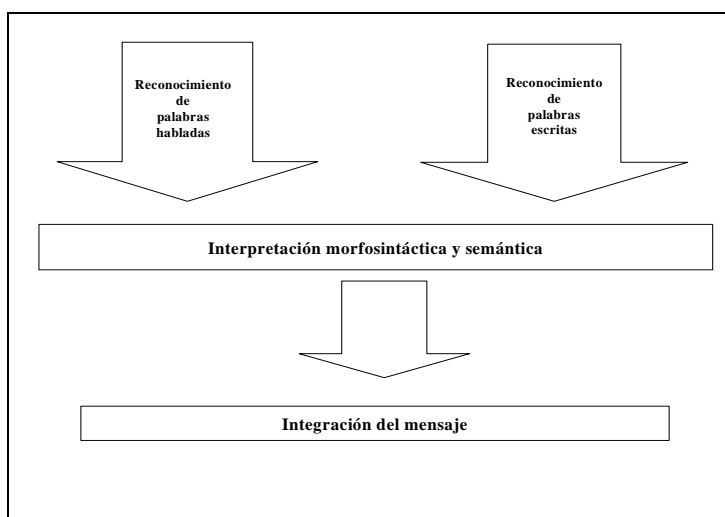 Reconocimiento
de
palabras
habladas
Reconocimiento
de
palabras
escritas
Interpretación morfosintáctica y semántica
Integración del mensaje